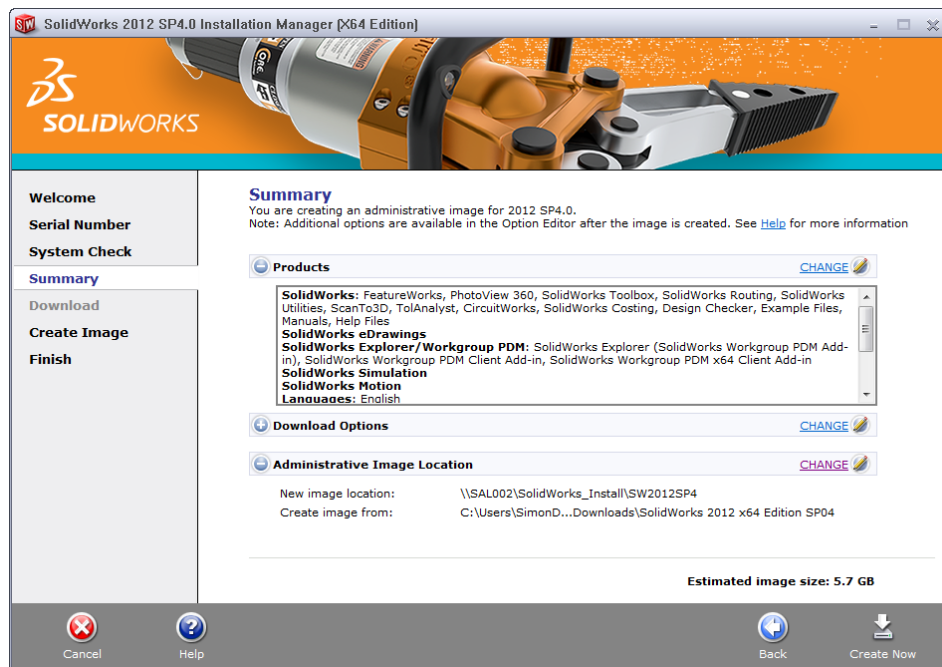 SolidWorks 2012 SP4.0 Installation Manager (X64 Edition)
SOLIDWORKS
Welcome
Serial Number
System Check
Summary
Download
Create Image
Finish
Summary
You are creating an administrative image for 2012 SP4.0.
Note: Additional options are available in the Option Editor after the image is created. See Help for more information
Products CHANGE
SolidWorks: FeatureWorks, PhotoView 360, SolidWorks Toolbox, SolidWorks Routing, SolidWorks
Utilities, ScanTo3D, TolAnalyst, CircuitWorks, SolidWorks Costing, Design Checker, Example Files,
Manuals, Help Files
SolidWorks eDrawings
SolidWorks Explorer/Workgroup PDM: SolidWorks Explorer (SolidWorks Workgroup PDM Add-
in), SolidWorks Workgroup PDM Client Add-in, SolidWorks Workgroup PDM x64 Client Add-in
SolidWorks Simulation
SolidWorks Motion
Languages: English
Download Options CHANGE
Administrative Image Location CHANGE
New image location: \\SAL002\SolidWorks_Install\SW2012SP4
Create image from: C:\Users\SimonD...Downloads\SolidWorks 2012 x64 Edition SP04
Estimated image size: 5.7 GB
Cancel
Help
Back
Create Now